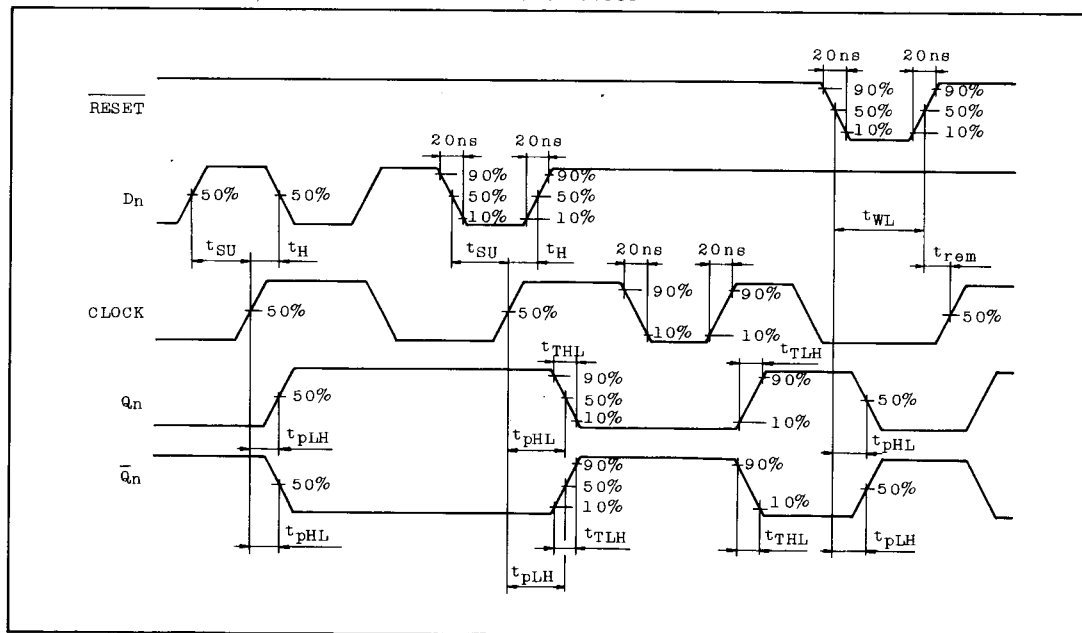 20ns 20ns
RESET 90% 90%
50% 50%
10% 10%
20ns 20ns
Dn 50% 50% 90% 90%
50% 50%
10% 10%
tSU tH tSU tH tWL
20ns 20ns trem
CLOCK 50% 50% 90% 90% 50%
10% 10%
tTHL tTLH
Qn 50% 90% 90% 50%
50%
10% 10%
tpLH tpHL tpHL
Q̅n 50% 90% 90% 50%
50%
10% 10%
tpHL tTLH tTHL tpLH
tpLH